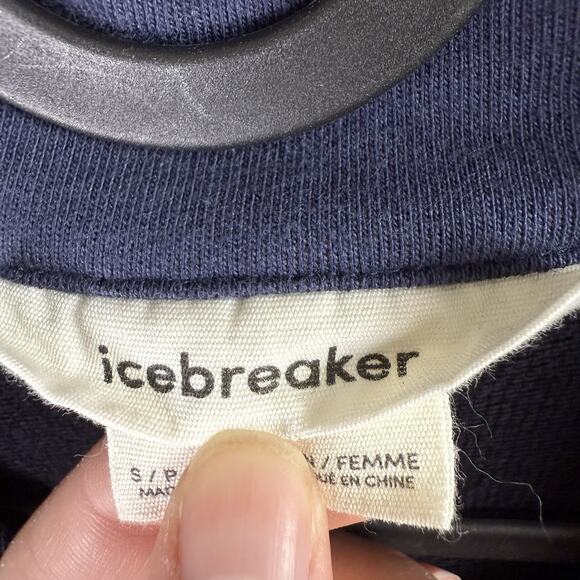 icebreaker
S/P / FEMME
EN CHINE